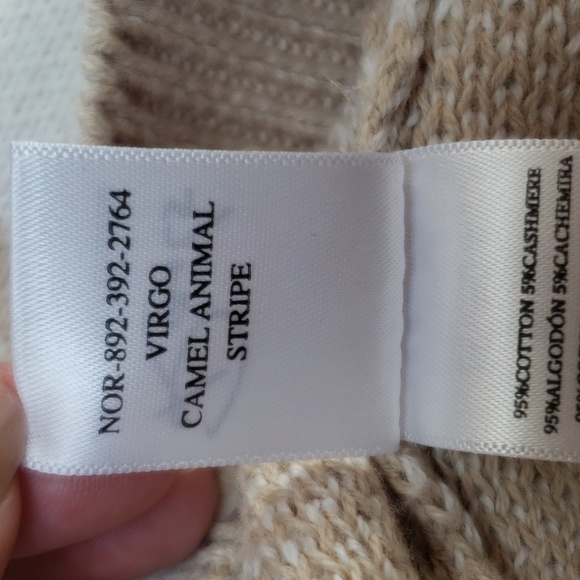 NOR-892-392-2764
VIRGO
CAMEL ANIMAL
STRIPE
95%COTTON 5%CASHMERE
95%ALGODÓN 5%CACHEMIRA